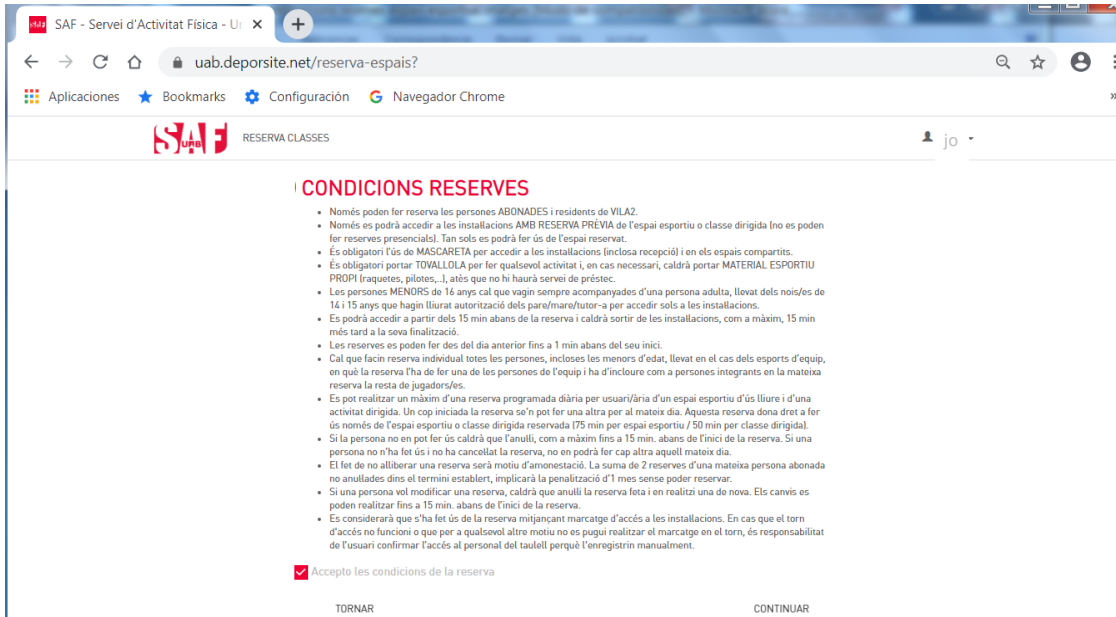 SAF - Servei d'Activitat Física - Un
uab.deporsite.net/reserva-espais?
Aplicaciones Bookmarks Configuración Navegador Chrome
SAF UAB RESERVA CLASSES jo
CONDICIONS RESERVES
• Només poden fer reserva les persones ABONADES i residents de VILA2.
• Només es podrà accedir a les instal·lacions AMB RESERVA PRÈVIA de l'espai esportiu o classe dirigida (no es poden
fer reserves presencials). Tan sols es podrà fer ús de l'espai reservat.
• És obligatori l'ús de MASCARETA per accedir a les instal·lacions (inclosa recepció) i en els espais compartits.
• És obligatori portar TOVALLOLA per fer qualsevol activitat i, en cas necessari, caldrà portar MATERIAL ESPORTIU
PROPI (raquetes, pilotes,..), atès que no hi haurà servei de préstec.
• Les persones MENORS de 16 anys cal que vagin sempre acompanyades d'una persona adulta, llevat dels nois/es de
14 i 15 anys que hagin lliurat autorització dels pare/mare/tutor-a per accedir sols a les instal·lacions.
• Es podrà accedir a partir dels 15 min abans de la reserva i caldrà sortir de les instal·lacions, com a màxim, 15 min
més tard a la seva finalització.
• Les reserves es poden fer des del dia anterior fins a 1 min abans del seu inici.
• Cal que facin reserva individual totes les persones, incloses les menors d'edat, llevat en el cas dels esports d'equip,
en què la reserva l'ha de fer una de les persones de l'equip i ha d'incloure com a persones integrants en la mateixa
reserva la resta de jugadors/es.
• Es pot realitzar un màxim d'una reserva programada diària per usuari/ària d'un espai esportiu d'ús lliure i d'una
activitat dirigida. Un cop iniciada la reserva se'n pot fer una altra per al mateix dia. Aquesta reserva dona dret a fer
ús només de l'espai esportiu o classe dirigida reservada (75 min per espai esportiu / 50 min per classe dirigida).
• Si la persona no en pot fer ús caldrà que l'anul·li, com a màxim fins a 15 min. abans de l'inici de la reserva. Si una
persona no n'ha fet ús i no ha cancel·lat la reserva, no en podrà fer cap altra aquell mateix dia.
• El fet de no alliberar una reserva serà motiu d'amonestació. La suma de 2 reserves d'una mateixa persona abonada
no anul·lades dins el termini establert, implicarà la penalització d'1 mes sense poder reservar.
• Si una persona vol modificar una reserva, caldrà que anul·li la reserva feta i en realitzi una de nova. Els canvis es
poden realitzar fins a 15 min. abans de l'inici de la reserva.
• Es considerarà que s'ha fet ús de la reserva mitjançant marcatge d'accés a les instal·lacions. En cas que el torn
d'accés no funcioni o que per a qualsevol altre motiu no es pugui realitzar el marcatge en el torn, és responsabilitat
de l'usuari confirmar l'accés al personal del taulell perquè l'enregistrin manualment.
Accepto les condicions de la reserva
TORNAR CONTINUAR